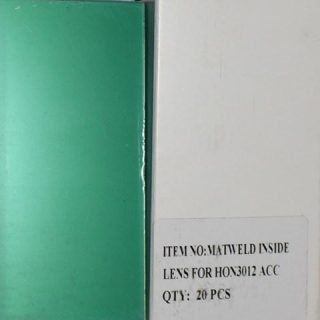 ITEM NO:MATWELD INSIDE
LENS FOR HON3012 ACC
QTY: 20 PCS